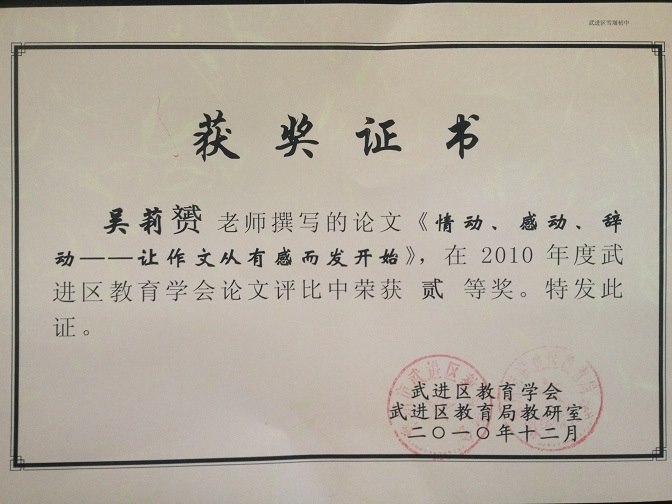 武进区雪堰初中
获奖证书
吴莉赟 老师撰写的论文《情动、感动、辞
动——让作文从有感而发开始》，在 2010 年度武
进区教育学会论文评比中荣获 贰 等奖。特发此
证。
武进区教育学会
武进区教育局教研室
二〇一〇年十二月